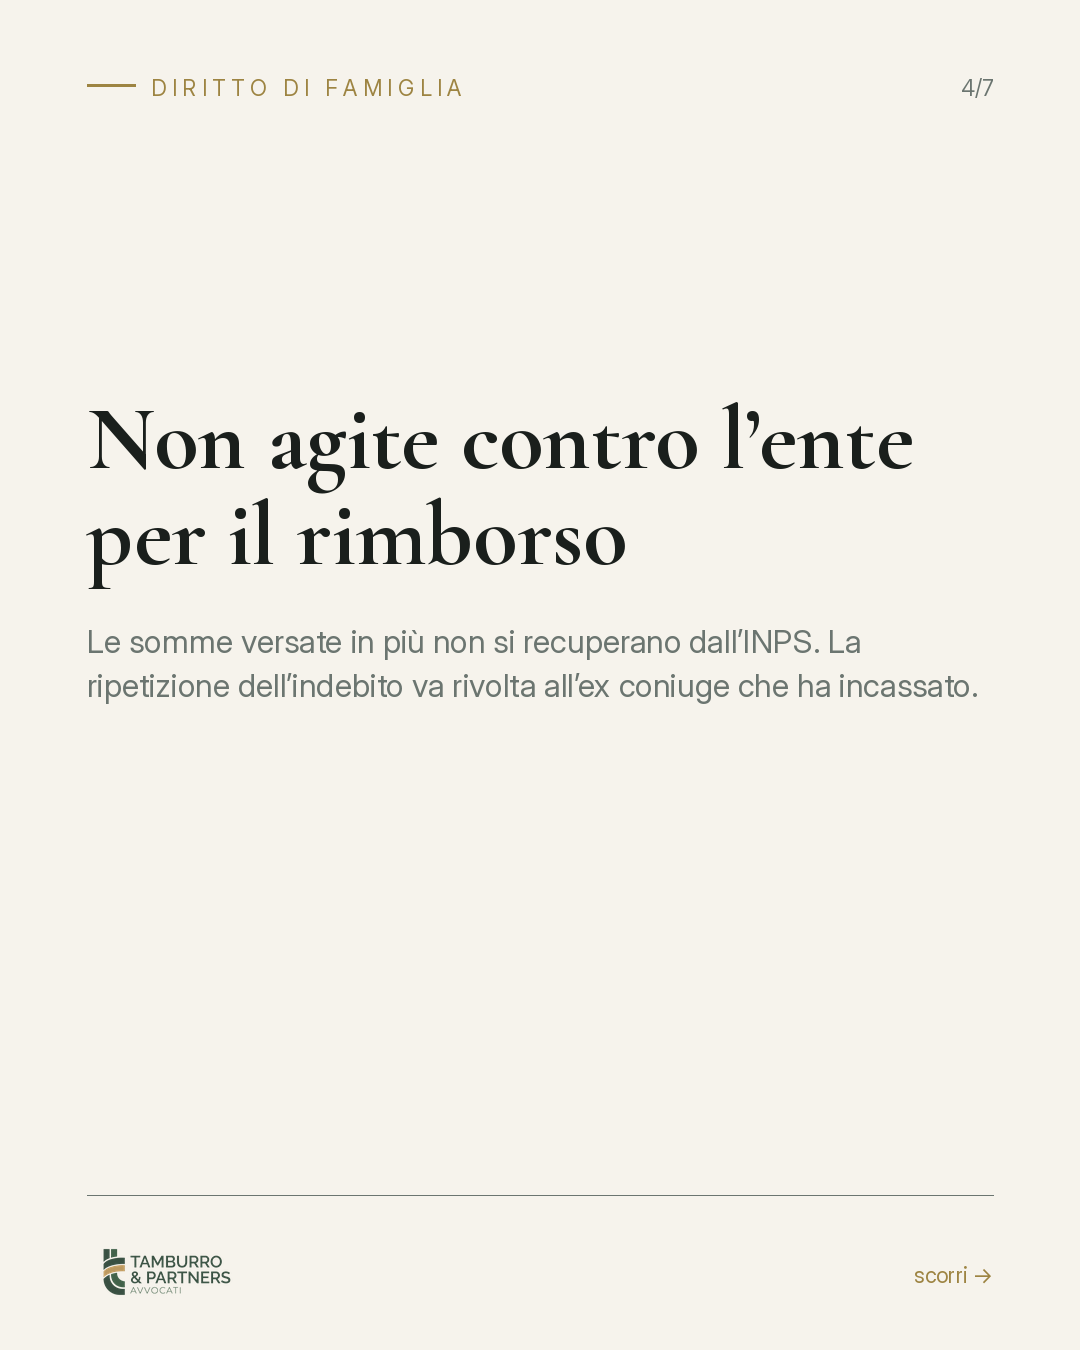 DIRITTO DI FAMIGLIA
4/7
Non agite contro l’ente
per il rimborso
Le somme versate in più non si recuperano dall’INPS. La
ripetizione dell’indebito va rivolta all’ex coniuge che ha incassato.
TAMBURRO
& PARTNERS
AVVOCATI
scorri →